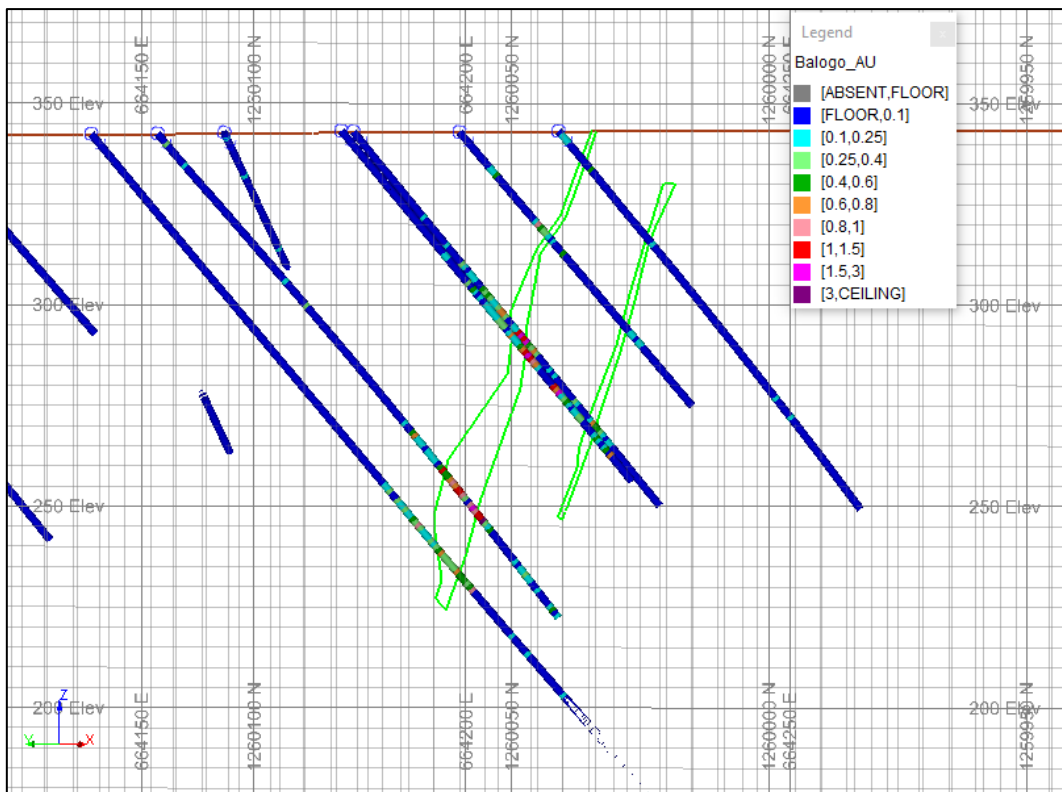 Legend
x
Balogo_AU
[ABSENT,FLOOR]
[FLOOR,0.1]
[0.1,0.25]
[0.25,0.4]
[0.4,0.6]
[0.6,0.8]
[0.8,1]
[1,1.5]
[1.5,3]
[3,CEILING]
664150 E
1260100 N
664200 E
1260050 N
1260000 N
664250 E
1259950 N
350 Elev
350 Elev
300 Elev
300 Elev
250 Elev
250 Elev
200 Elev
200 Elev
664150 E
1260100 N
664200 E
1260050 N
1260000 N
664250 E
1259950 N
Z
Y
X